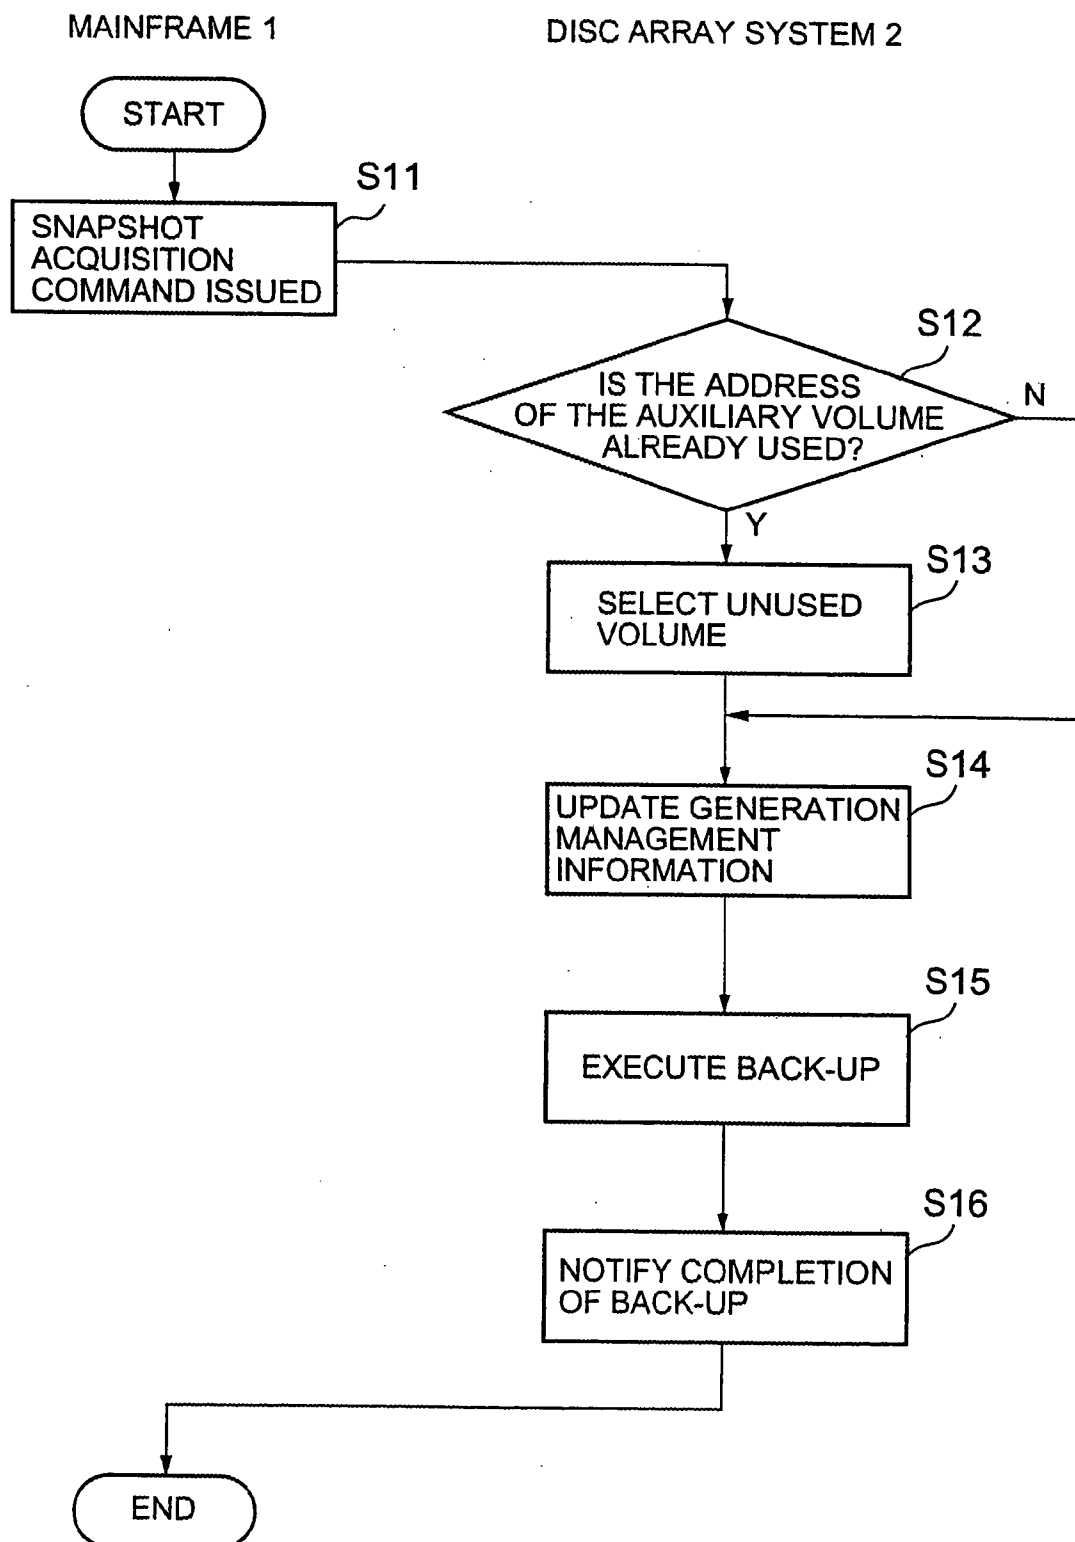 MAINFRAME 1
DISC ARRAY SYSTEM 2
START
S11
SNAPSHOT
ACQUISITION
COMMAND ISSUED
S12
IS THE ADDRESS
OF THE AUXILIARY VOLUME
ALREADY USED?
N
Y
S13
SELECT UNUSED
VOLUME
S14
UPDATE GENERATION
MANAGEMENT
INFORMATION
S15
EXECUTE BACK-UP
S16
NOTIFY COMPLETION
OF BACK-UP
END